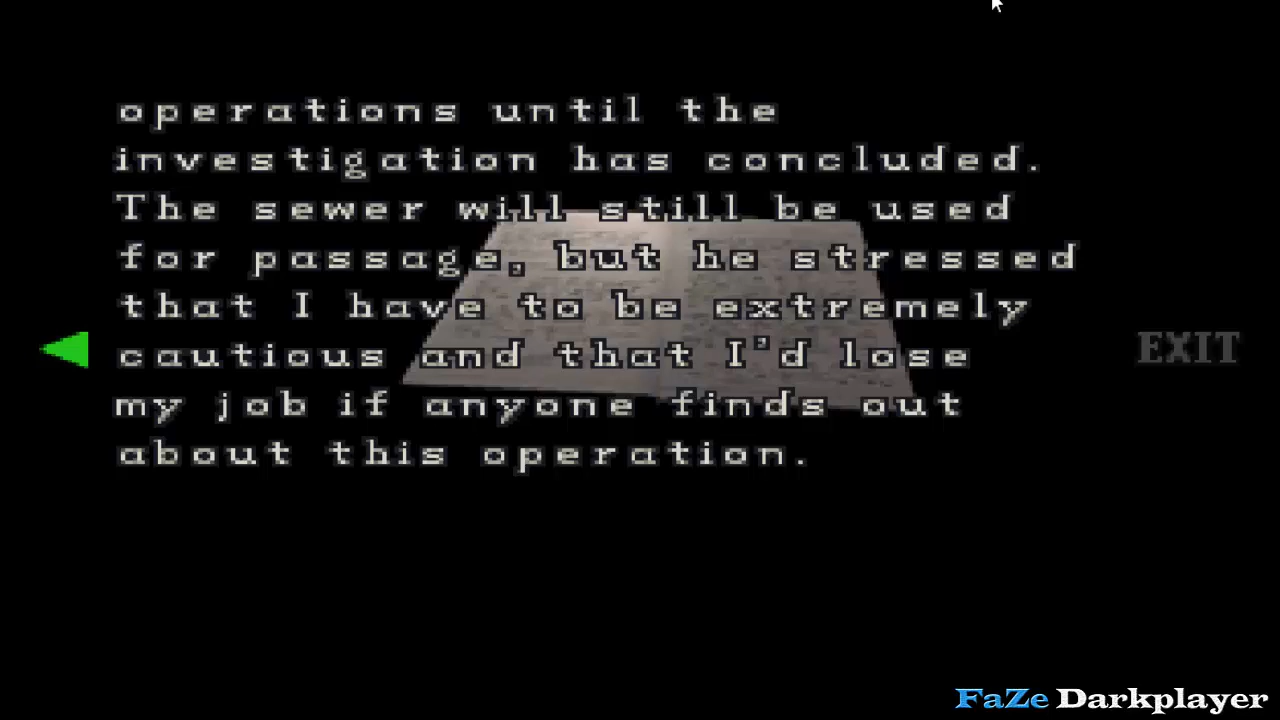 operations until the
investigation has concluded.
The sewer will still be used
for passage, but he stressed
that I have to be extremely
cautious and that I'd lose
my job if anyone finds out
about this operation.
EXIT
FaZe Darkplayer